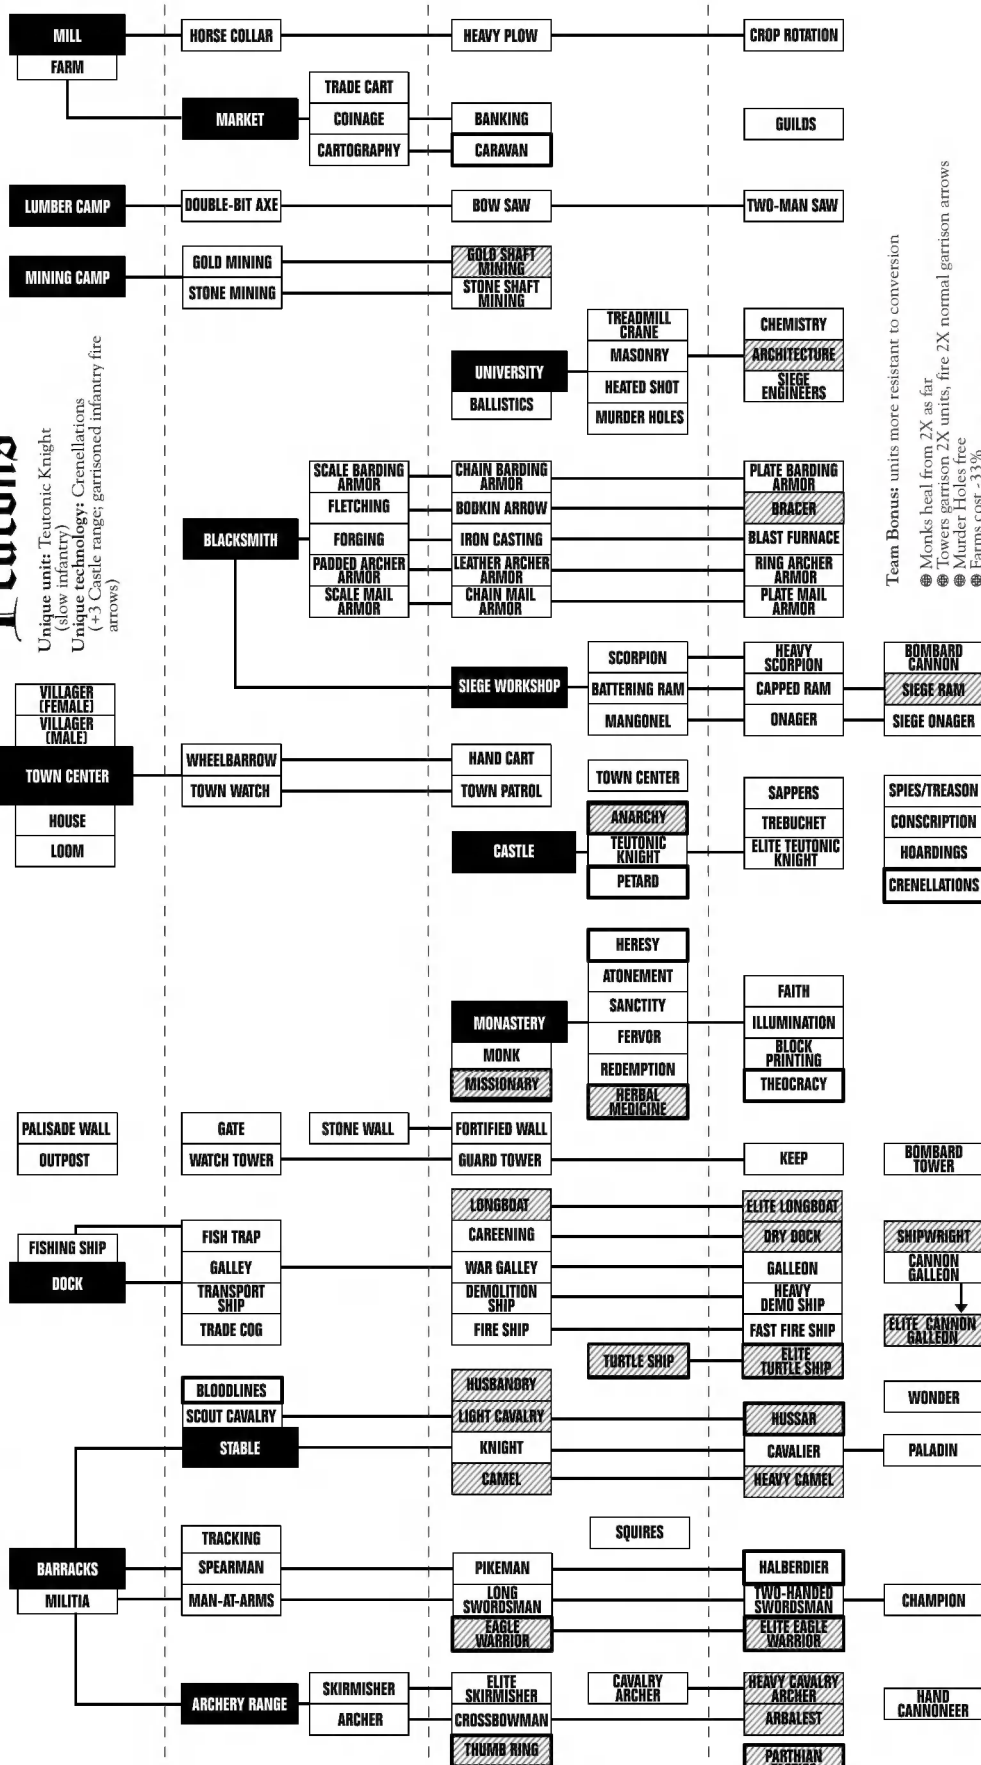 MILL
HORSE COLLAR
HEAVY PLOW
CROP ROTATION
FARM
TRADE CART
MARKET
COINAGE
BANKING
GUILDS
CARTOGRAPHY
CARAVAN
LUMBER CAMP
DOUBLE-BIT AXE
BOW SAW
TWO-MAN SAW
MINING CAMP
GOLD MINING
GOLD SHAFT
MINING
STONE MINING
STONE SHAFT
MINING
UNIVERSITY
BALLISTICS
TREADMILL
CRANE
MASONRY
HEATED SHOT
MURDER HOLES
CHEMISTRY
ARCHITECTURE
SIEGE
ENGINEERS
Unique unit: Teutonic Knight
(slow infantry)
Unique technology: Crenellations
(+3 Castle range; garrisoned infantry fire
arrows)
Team Bonus: units more resistant to conversion
Monks heal from 2X as far
Towers garrison 2X units, fire 2X normal garrison arrows
Murder Holes free
Farms cost -33%
BLACKSMITH
SCALE BARDING
ARMOR
CHAIN BARDING
ARMOR
PLATE BARDING
ARMOR
FLETCHING
BODKIN ARROW
BRACER
FORGING
IRON CASTING
BLAST FURNACE
PADDED ARCHER
ARMOR
LEATHER ARCHER
ARMOR
RING ARCHER
ARMOR
SCALE MAIL
ARMOR
CHAIN MAIL
ARMOR
PLATE MAIL
ARMOR
SIEGE WORKSHOP
SCORPION
HEAVY
SCORPION
BOMBARD
CANNON
BATTERING RAM
CAPPED RAM
SIEGE RAM
MANGONEL
ONAGER
SIEGE ONAGER
VILLAGER
(FEMALE)
VILLAGER
(MALE)
TOWN CENTER
HOUSE
LOOM
WHEELBARROW
HAND CART
TOWN WATCH
TOWN PATROL
TOWN CENTER
CASTLE
ANARCHY
TEUTONIC
KNIGHT
PETARD
SAPPERS
TREBUCHET
ELITE TEUTONIC
KNIGHT
SPIES/TREASON
CONSCRIPTION
HOARDINGS
CRENELLATIONS
MONASTERY
MONK
MISSIONARY
HERESY
ATONEMENT
SANCTITY
FERVOR
REDEMPTION
HERBAL
MEDICINE
FAITH
ILLUMINATION
BLOCK
PRINTING
THEOCRACY
PALISADE WALL
OUTPOST
GATE
WATCH TOWER
STONE WALL
FORTIFIED WALL
GUARD TOWER
KEEP
BOMBARD
TOWER
FISHING SHIP
DOCK
FISH TRAP
GALLEY
TRANSPORT
SHIP
TRADE COG
LONGBOAT
CAREENING
WAR GALLEY
DEMOLITION
SHIP
FIRE SHIP
TURTLE SHIP
ELITE LONGBOAT
DRY DOCK
GALLEON
HEAVY
DEMO SHIP
FAST FIRE SHIP
ELITE
TURTLE SHIP
SHIPWRIGHT
CANNON
GALLEON
ELITE CANNON
GALLEON
BLOODLINES
SCOUT CAVALRY
STABLE
HUSBANDRY
LIGHT CAVALRY
KNIGHT
CAMEL
HUSSAR
CAVALIER
HEAVY CAMEL
WONDER
PALADIN
BARRACKS
MILITIA
TRACKING
SPEARMAN
MAN-AT-ARMS
SQUIRES
PIKEMAN
LONG
SWORDSMAN
EAGLE
WARRIOR
HALBERDIER
TWO-HANDED
SWORDSMAN
ELITE EAGLE
WARRIOR
CHAMPION
ARCHERY RANGE
SKIRMISHER
ARCHER
ELITE
SKIRMISHER
CROSSBOWMAN
THUMB RING
CAVALRY
ARCHER
HEAVY CAVALRY
ARCHER
ARBALEST
PARTHIAN
HAND
CANNONEER